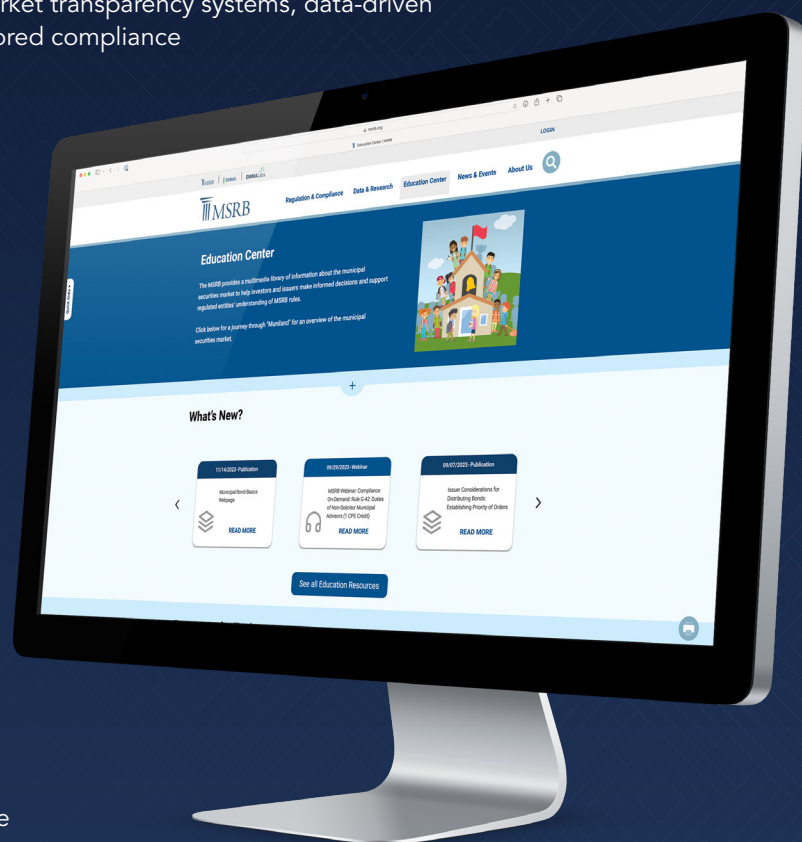 rket transparency systems, data-driven
ored compliance
msrb.org
Education Center | MSRB
MSRB | EMMA | EMMALABS
LOGIN
MSRB
Regulation & Compliance
Data & Research
Education Center
News & Events
About Us
Quick links
Education Center
The MSRB provides a multimedia library of information about the municipal
securities market to help investors and issuers make informed decisions and support
regulated entities' understanding of MSRB rules.
Click below for a journey through "Muniland" for an overview of the municipal
securities market.
+
What's New?
11/14/2023-Publication
Municipal Bond Basics
Webpage
READ MORE
09/29/2023-Webinar
MSRB Webinar: Compliance
On-Demand: Rule G-42: Duties
of Non-Solicitor Municipal
Advisors (1 CPE Credit)
READ MORE
09/07/2023-Publication
Issuer Considerations for
Distributing Bonds:
Establishing Priority of Orders
READ MORE
See all Education Resources
e